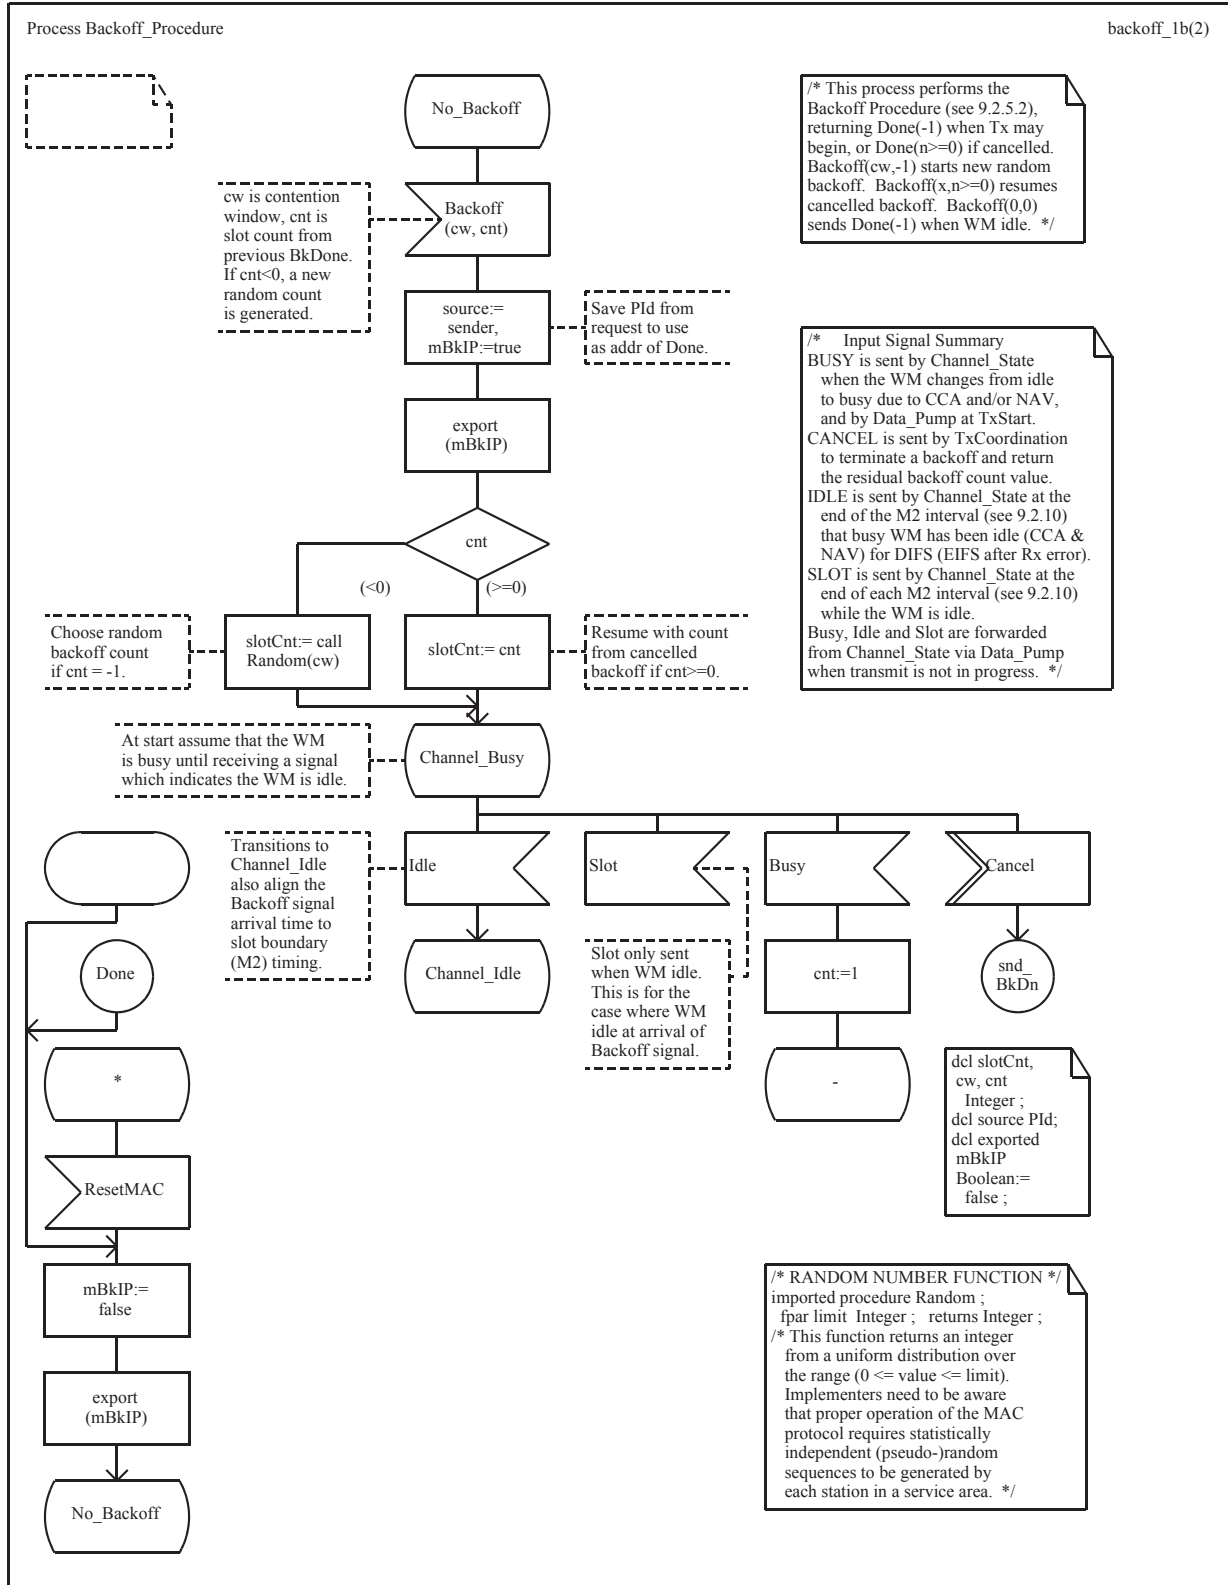 Process Backoff_Procedure
backoff_1b(2)
No_Backoff
/* This process performs the
Backoff Procedure (see 9.2.5.2),
returning Done(-1) when Tx may
begin, or Done(n>=0) if cancelled.
Backoff(cw,-1) starts new random
backoff. Backoff(x,n>=0) resumes
cancelled backoff. Backoff(0,0)
sends Done(-1) when WM idle. */
cw is contention
window, cnt is
slot count from
previous BkDone.
If cnt<0, a new
random count
is generated.
Backoff
(cw, cnt)
source:=
sender,
mBkIP:=true
Save PId from
request to use
as addr of Done.
/* Input Signal Summary
BUSY is sent by Channel_State
when the WM changes from idle
to busy due to CCA and/or NAV,
and by Data_Pump at TxStart.
CANCEL is sent by TxCoordination
to terminate a backoff and return
the residual backoff count value.
IDLE is sent by Channel_State at the
end of the M2 interval (see 9.2.10)
that busy WM has been idle (CCA &
NAV) for DIFS (EIFS after Rx error).
SLOT is sent by Channel_State at the
end of each M2 interval (see 9.2.10)
while the WM is idle.
Busy, Idle and Slot are forwarded
from Channel_State via Data_Pump
when transmit is not in progress. */
export
(mBkIP)
cnt
(<0)
(>=0)
Choose random
backoff count
if cnt = -1.
slotCnt:= call
Random(cw)
slotCnt:= cnt
Resume with count
from cancelled
backoff if cnt>=0.
At start assume that the WM
is busy until receiving a signal
which indicates the WM is idle.
Channel_Busy
Transitions to
Channel_Idle
also align the
Backoff signal
arrival time to
slot boundary
(M2) timing.
Idle
Slot
Busy
Cancel
Done
Channel_Idle
Slot only sent
when WM idle.
This is for the
case where WM
idle at arrival of
Backoff signal.
cnt:=1
snd_
BkDn
*
-
dcl slotCnt,
cw, cnt
Integer ;
dcl source PId;
dcl exported
mBkIP
Boolean:=
false ;
ResetMAC
mBkIP:=
false
/* RANDOM NUMBER FUNCTION */
imported procedure Random ;
fpar limit Integer ; returns Integer ;
/* This function returns an integer
from a uniform distribution over
the range (0 <= value <= limit).
Implementers need to be aware
that proper operation of the MAC
protocol requires statistically
independent (pseudo-)random
sequences to be generated by
each station in a service area. */
export
(mBkIP)
No_Backoff